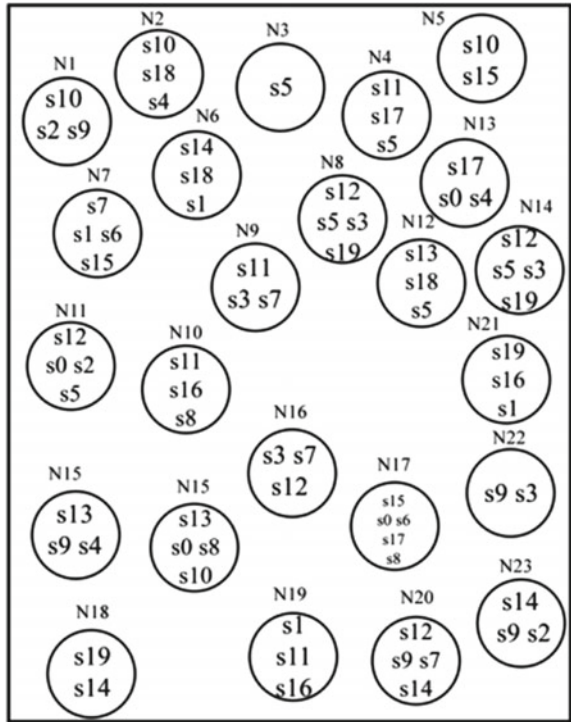 N1
s10
s2 s9
N2
s10
s18
s4
N3
s5
N4
s11
s17
s5
N5
s10
s15
N6
s14
s18
s1
N13
s17
s0 s4
N7
s7
s1 s6
s15
N8
s12
s5 s3
s19
N9
s11
s3 s7
N12
s13
s18
s5
N14
s12
s5 s3
s19
N11
s12
s0 s2
s5
N10
s11
s16
s8
N21
s19
s16
s1
N16
s3 s7
s12
N17
s15
s0 s6
s17
s8
N22
s9 s3
N15
s13
s9 s4
N15
s13
s0 s8
s10
N23
s14
s9 s2
N18
s19
s14
N19
s1
s11
s16
N20
s12
s9 s7
s14